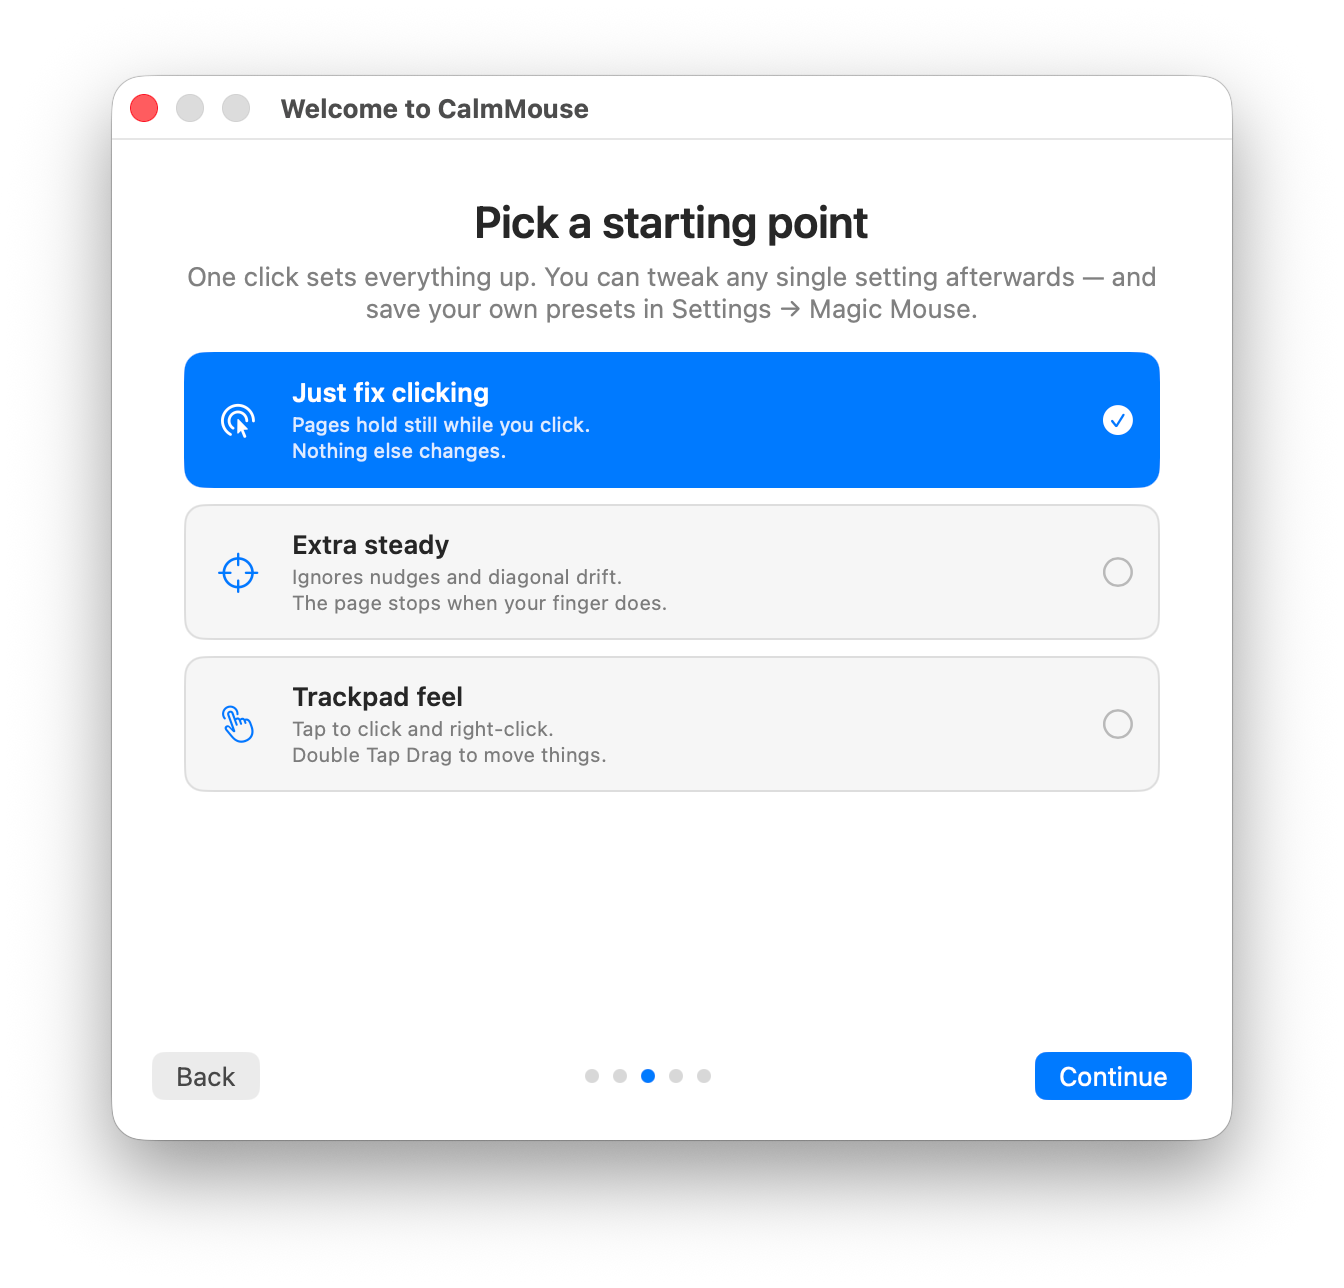 Welcome to CalmMouse
Pick a starting point
One click sets everything up. You can tweak any single setting afterwards — and
save your own presets in Settings → Magic Mouse.
Just fix clicking
Pages hold still while you click.
Nothing else changes.
Extra steady
Ignores nudges and diagonal drift.
The page stops when your finger does.
Trackpad feel
Tap to click and right-click.
Double Tap Drag to move things.
Back
Continue